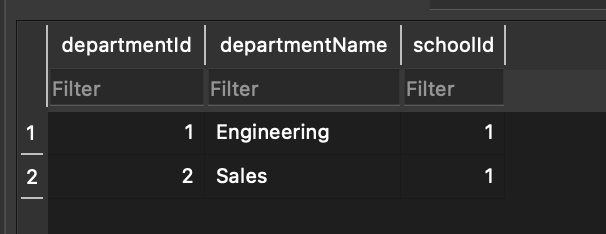 departmentId departmentName schoolId
Filter Filter Filter
1 1 Engineering 1
2 2 Sales 1